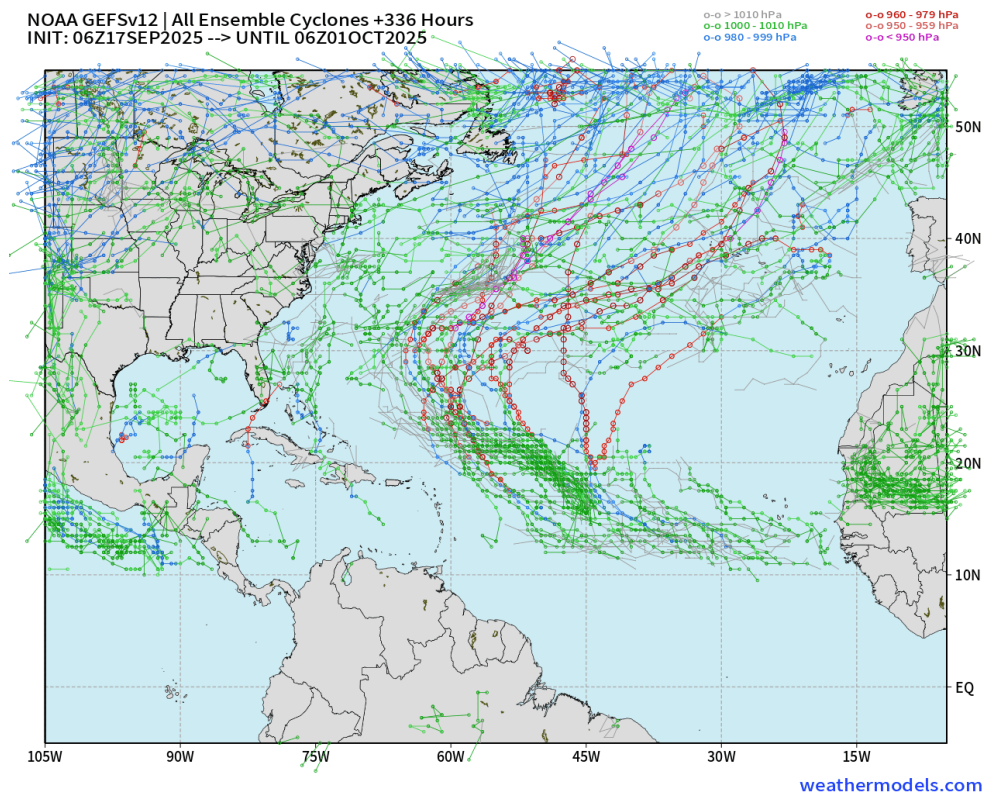 NOAA GEFSv12 | All Ensemble Cyclones +336 Hours
INIT: 06Z17SEP2025 --> UNTIL 06Z01OCT2025
o-o > 1010 hPa
o-o 1000 - 1010 hPa
o-o 980 - 999 hPa
o-o 960 - 979 hPa
o-o 950 - 959 hPa
o-o < 950 hPa
50N
40N
30N
20N
10N
EQ
105W 90W 75W 60W 45W 30W 15W
weathermodels.com